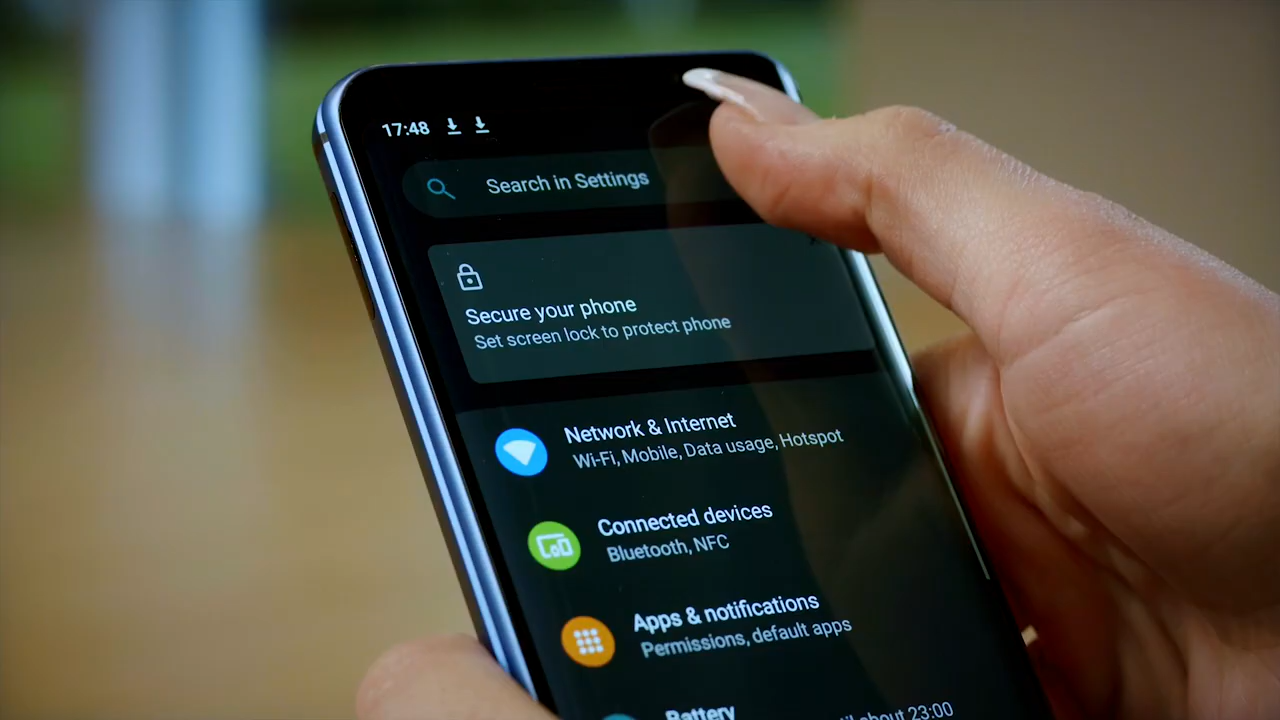 17:48
Search in Settings
Secure your phone
Set screen lock to protect phone
Network & Internet
Wi-Fi, Mobile, Data usage, Hotspot
Connected devices
Bluetooth, NFC
Apps & notifications
Permissions, default apps
Battery
about 23:00